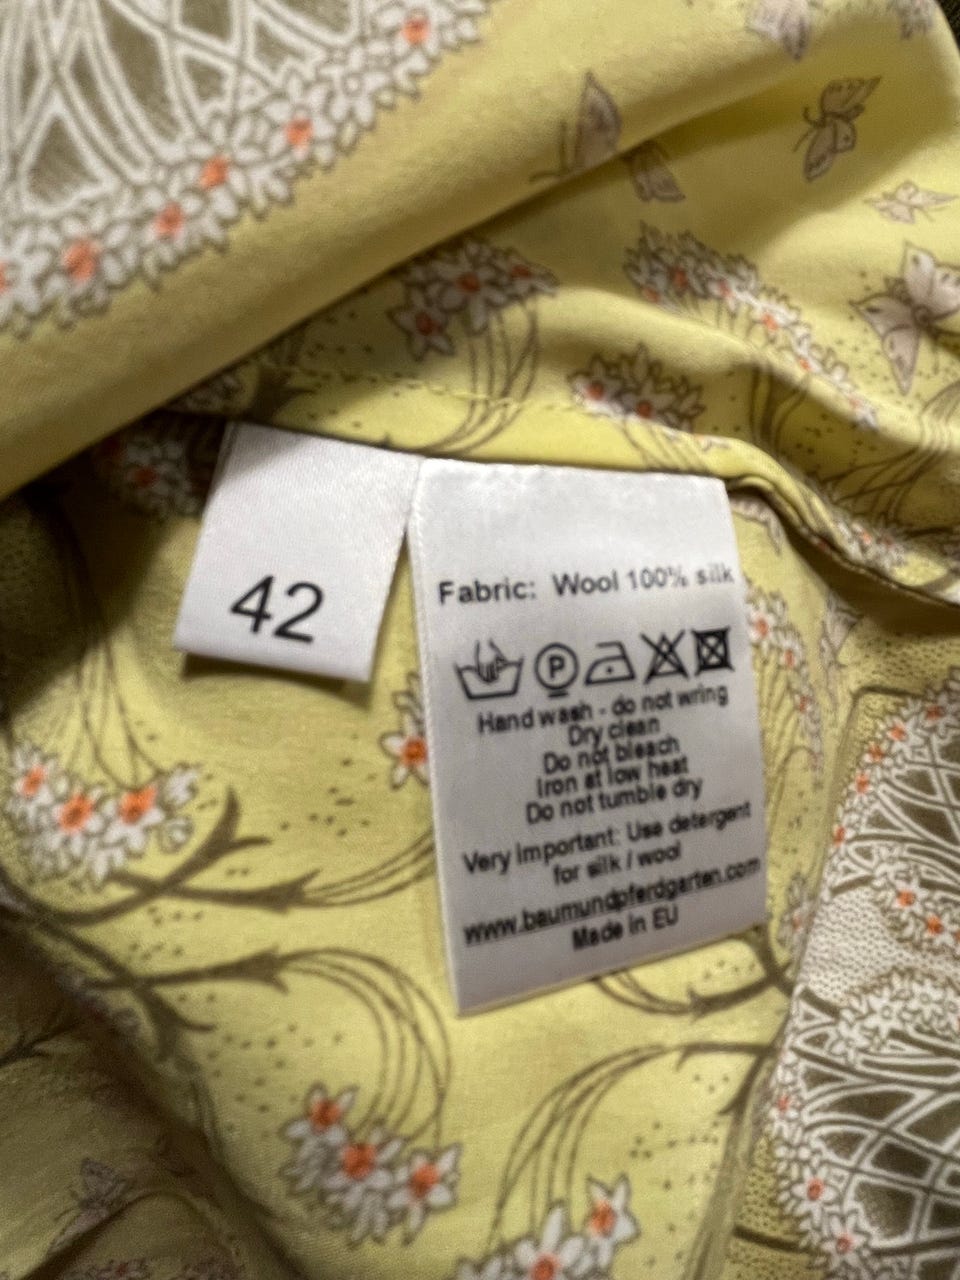 42
Fabric: Wool 100% silk
P
Hand wash - do not wring
Dry clean
Do not bleach
Iron at low heat
Do not tumble dry
Very Important: Use detergent
for silk / wool
www.baumundpferdgarten.com
Made in EU